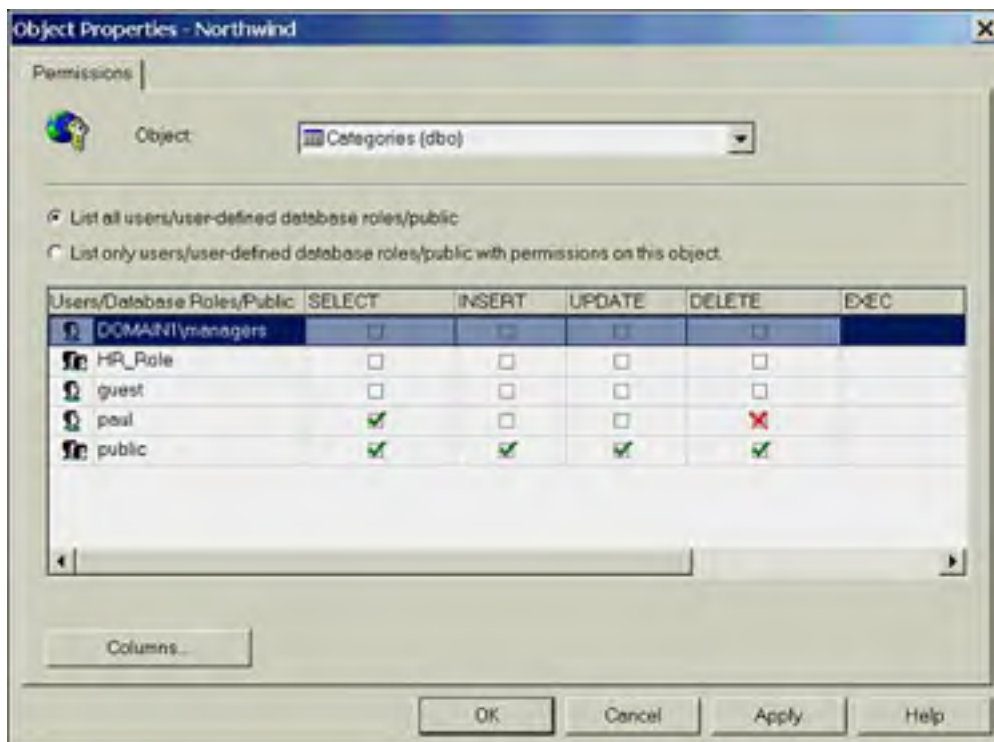 Object Properties - Northwind
Permissions
Object
Categories (dbo)
List all users/user-defined database roles/public
List only users/user-defined database roles/public with permissions on this object.
Users/Database Roles/Public SELECT INSERT UPDATE DELETE EXEC
DOMAIN1\managers
HR_Role
guest
paul
public
Columns...
OK Cancel Apply Help